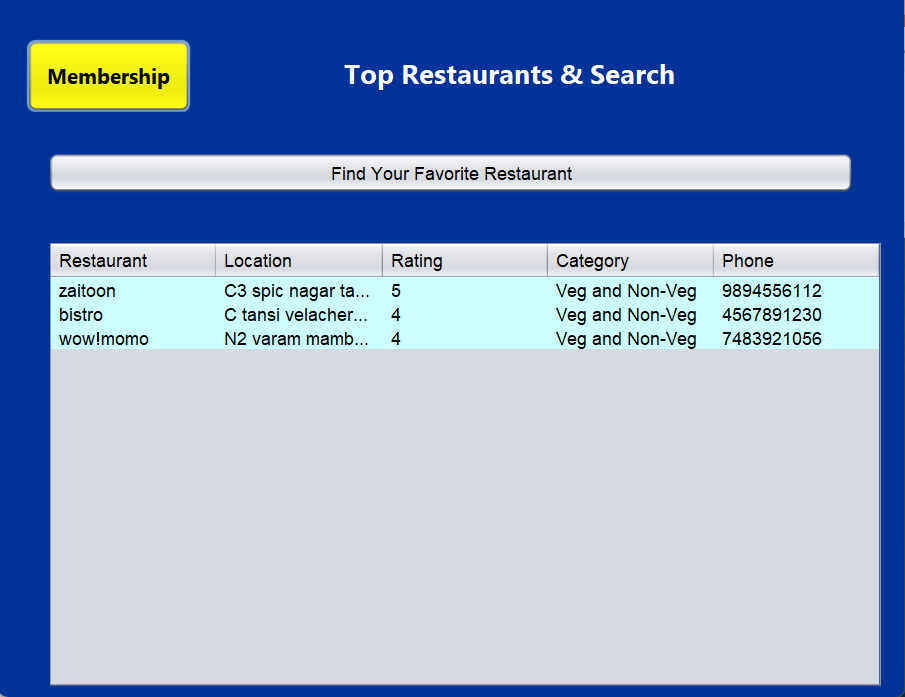 Membership
Top Restaurants & Search
Find Your Favorite Restaurant
Restaurant Location Rating Category Phone
zaitoon C3 spic nagar ta... 5 Veg and Non-Veg 9894556112
bistro C tansi velacher... 4 Veg and Non-Veg 4567891230
wow!momo N2 varam mamb... 4 Veg and Non-Veg 7483921056